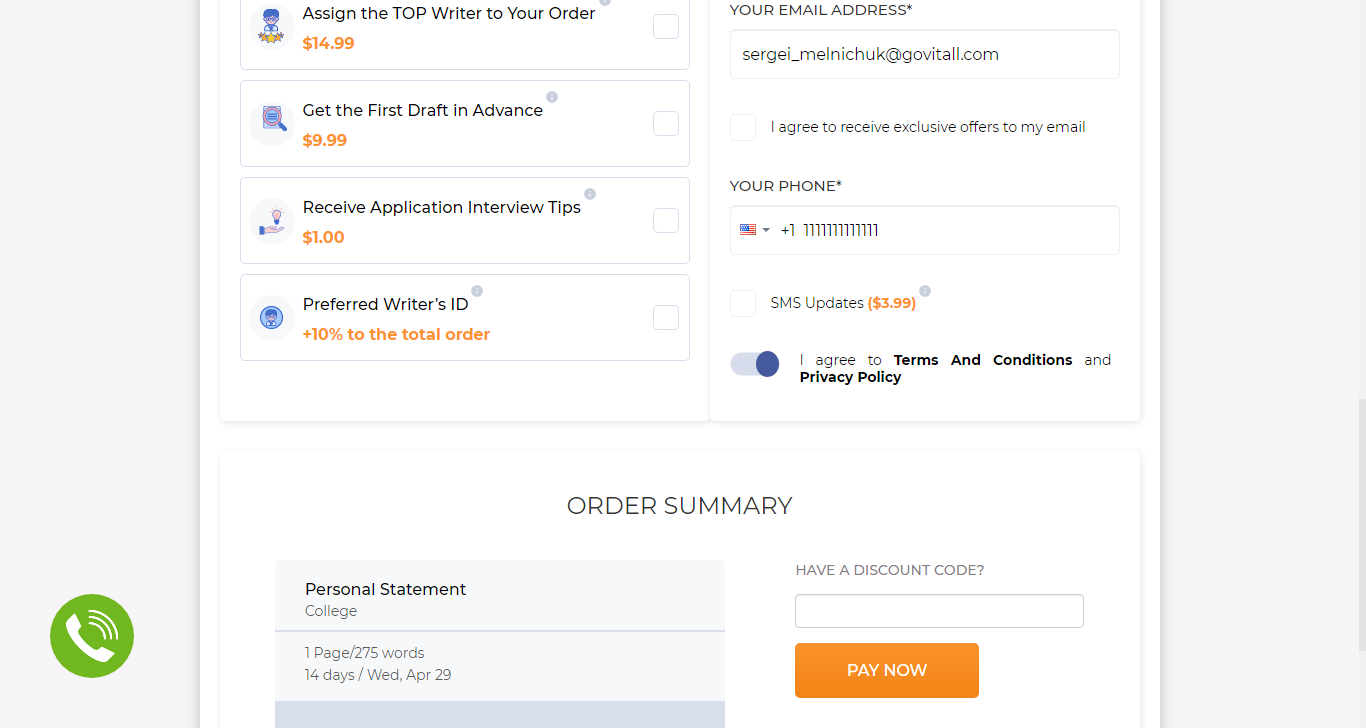 Assign the TOP Writer to Your Order
$14.99
Get the First Draft in Advance
$9.99
Receive Application Interview Tips
$1.00
Preferred Writer’s ID
+10% to the total order
YOUR EMAIL ADDRESS*
sergei_melnichuk@govitall.com
I agree to receive exclusive offers to my email
YOUR PHONE*
+1 1111111111111
SMS Updates ($3.99)
I agree to Terms And Conditions and
Privacy Policy
ORDER SUMMARY
Personal Statement
College
1 Page/275 words
14 days / Wed, Apr 29
HAVE A DISCOUNT CODE?
PAY NOW